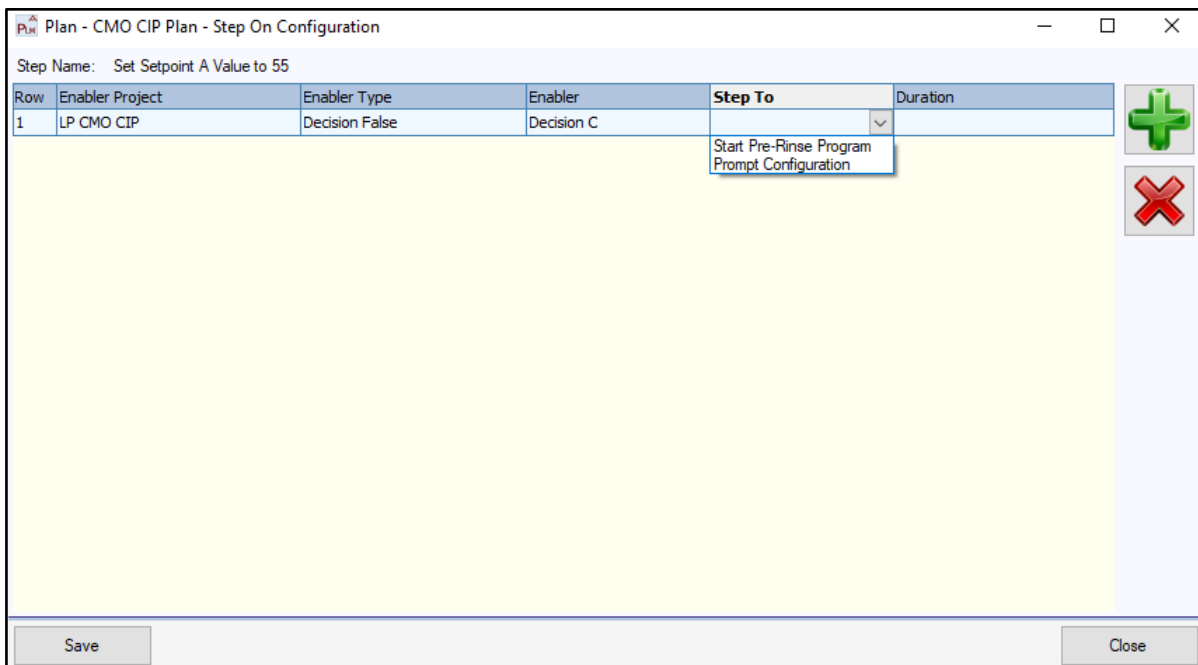 PLM Plan - CMO CIP Plan - Step On Configuration
Step Name: Set Setpoint A Value to 55
Row Enabler Project Enabler Type Enabler Step To Duration
1 LP CMO CIP Decision False Decision C
Start Pre-Rinse Program
Prompt Configuration
Save Close